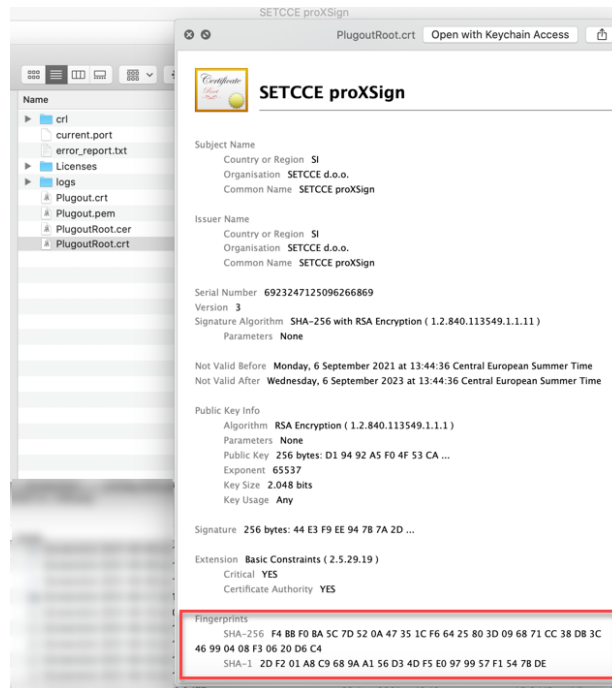 SETCCE proXSign
PlugoutRoot.crt Open with Keychain Access
Name
crl
current.port
error_report.txt
Licenses
logs
Plugout.crt
Plugout.pem
PlugoutRoot.cer
PlugoutRoot.crt
Certificate
Root
SETCCE proXSign
Subject Name
Country or Region SI
Organisation SETCCE d.o.o.
Common Name SETCCE proXSign
Issuer Name
Country or Region SI
Organisation SETCCE d.o.o.
Common Name SETCCE proXSign
Serial Number 6923247125096266869
Version 3
Signature Algorithm SHA-256 with RSA Encryption ( 1.2.840.113549.1.1.11 )
Parameters None
Not Valid Before Monday, 6 September 2021 at 13:44:36 Central European Summer Time
Not Valid After Wednesday, 6 September 2023 at 13:44:36 Central European Summer Time
Public Key Info
Algorithm RSA Encryption ( 1.2.840.113549.1.1.1 )
Parameters None
Public Key 256 bytes: D1 94 92 A5 F0 4F 53 CA ...
Exponent 65537
Key Size 2.048 bits
Key Usage Any
Signature 256 bytes: 44 E3 F9 EE 94 7B 7A 2D ...
Extension Basic Constraints ( 2.5.29.19 )
Critical YES
Certificate Authority YES
Fingerprints
SHA-256 F4 BB F0 BA 5C 7D 52 0A 47 35 1C F6 64 25 80 3D 09 68 71 CC 38 DB 3C
46 99 04 08 F3 06 20 D6 C4
SHA-1 2D F2 01 A8 C9 68 9A A1 56 D3 4D F5 E0 97 99 57 F1 54 7B DE